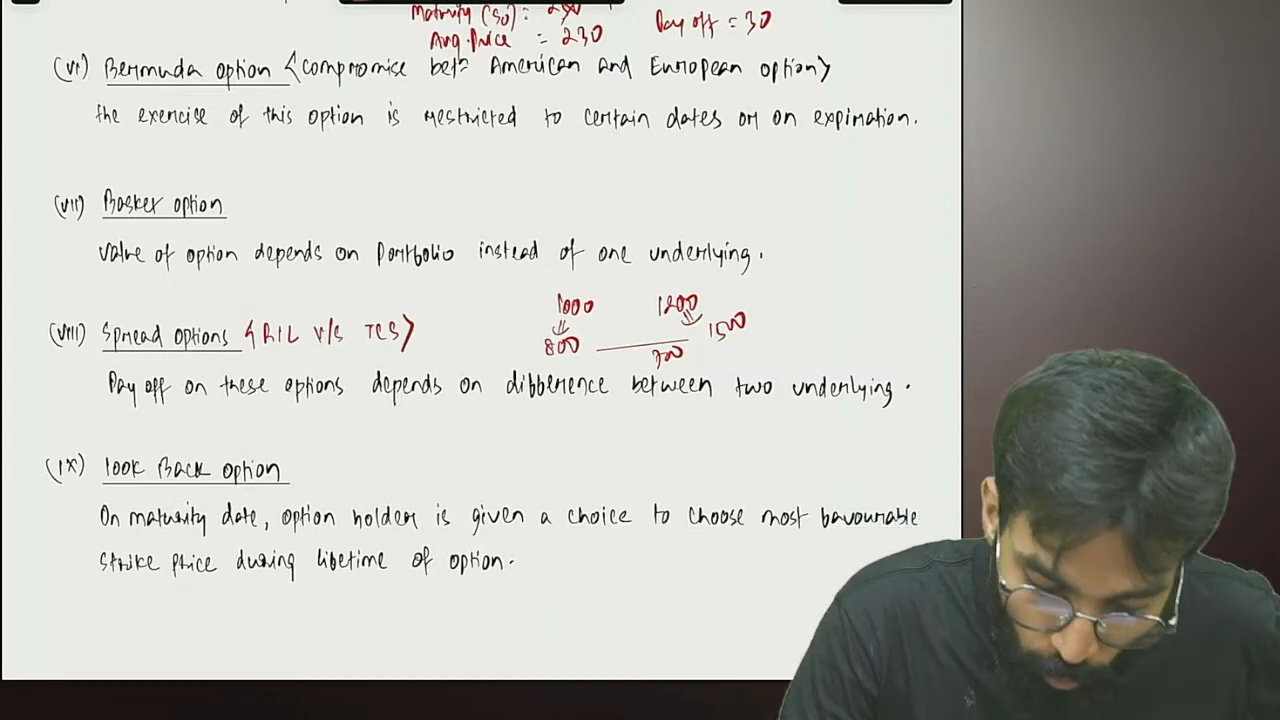 Maturity (S0) = 290
Pay off = 30
Avg. Price = 230
(vi) Bermuda option <compromise betn American and European option>
the exercise of this option is restricted to certain dates or on expiration.
(vii) Basket option
Value of option depends on Portfolio instead of one underlying.
1000 1200
(viii) Spread options <RIL v/s TCS> 1500
800 700
Pay off on these options depends on difference between two underlying.
(ix) look Back option
On maturity date, option holder is given a choice to choose most favourable
strike price during lifetime of option.